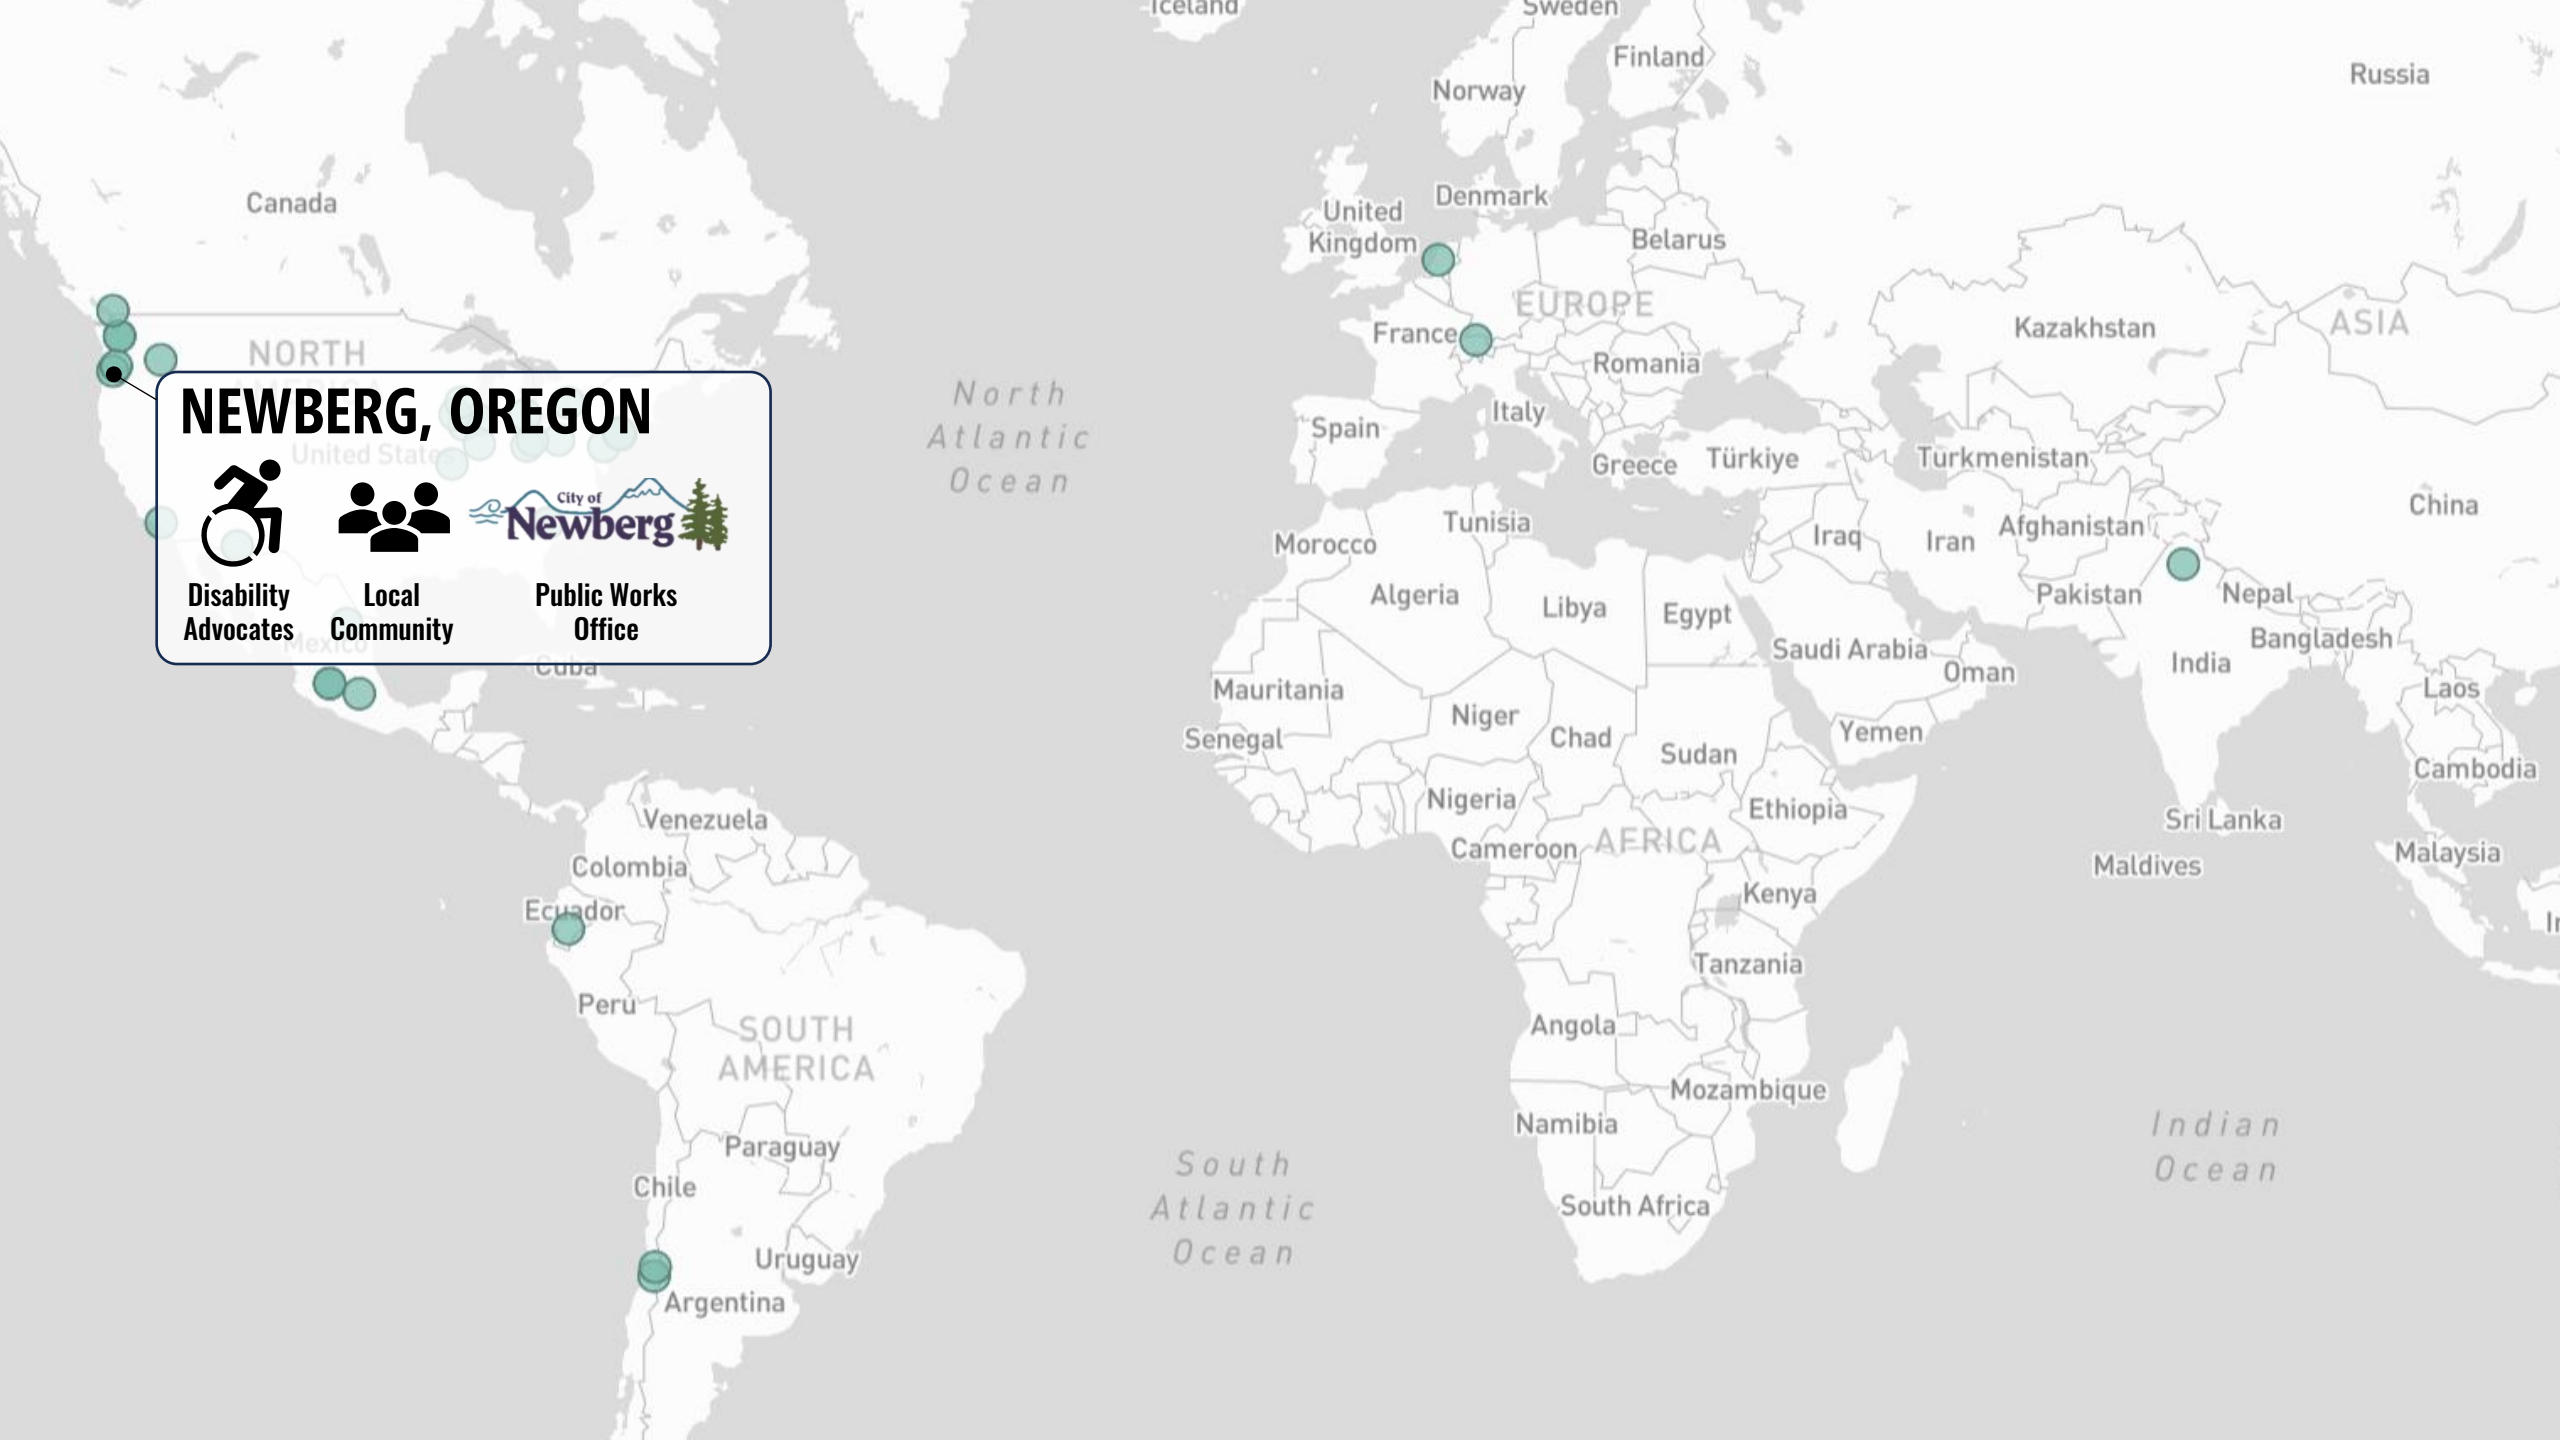 Iceland
Sweden
Finland
Norway
Russia
Canada
Denmark
United
Kingdom
Belarus
EUROPE
France
Kazakhstan
ASIA
NORTH
Romania
North
Atlantic
Ocean
Italy
Spain
Greece
Türkiye
Turkmenistan
NEWBERG, OREGON
United States
City of
Newberg
Disability
Advocates
Local
Community
Public Works
Office
Mexico
Cuba
China
Tunisia
Morocco
Iraq
Iran
Afghanistan
Algeria
Libya
Egypt
Pakistan
Nepal
Saudi Arabia
Bangladesh
Oman
India
Mauritania
Laos
Niger
Chad
Senegal
Sudan
Yemen
Cambodia
Nigeria
Ethiopia
Venezuela
Sri Lanka
Cameroon
AFRICA
Malaysia
Colombia
Maldives
Kenya
Ecuador
Tanzania
Peru
Angola
SOUTH
AMERICA
Mozambique
Namibia
Indian
Ocean
Paraguay
South
Atlantic
Ocean
Chile
South Africa
Uruguay
Argentina